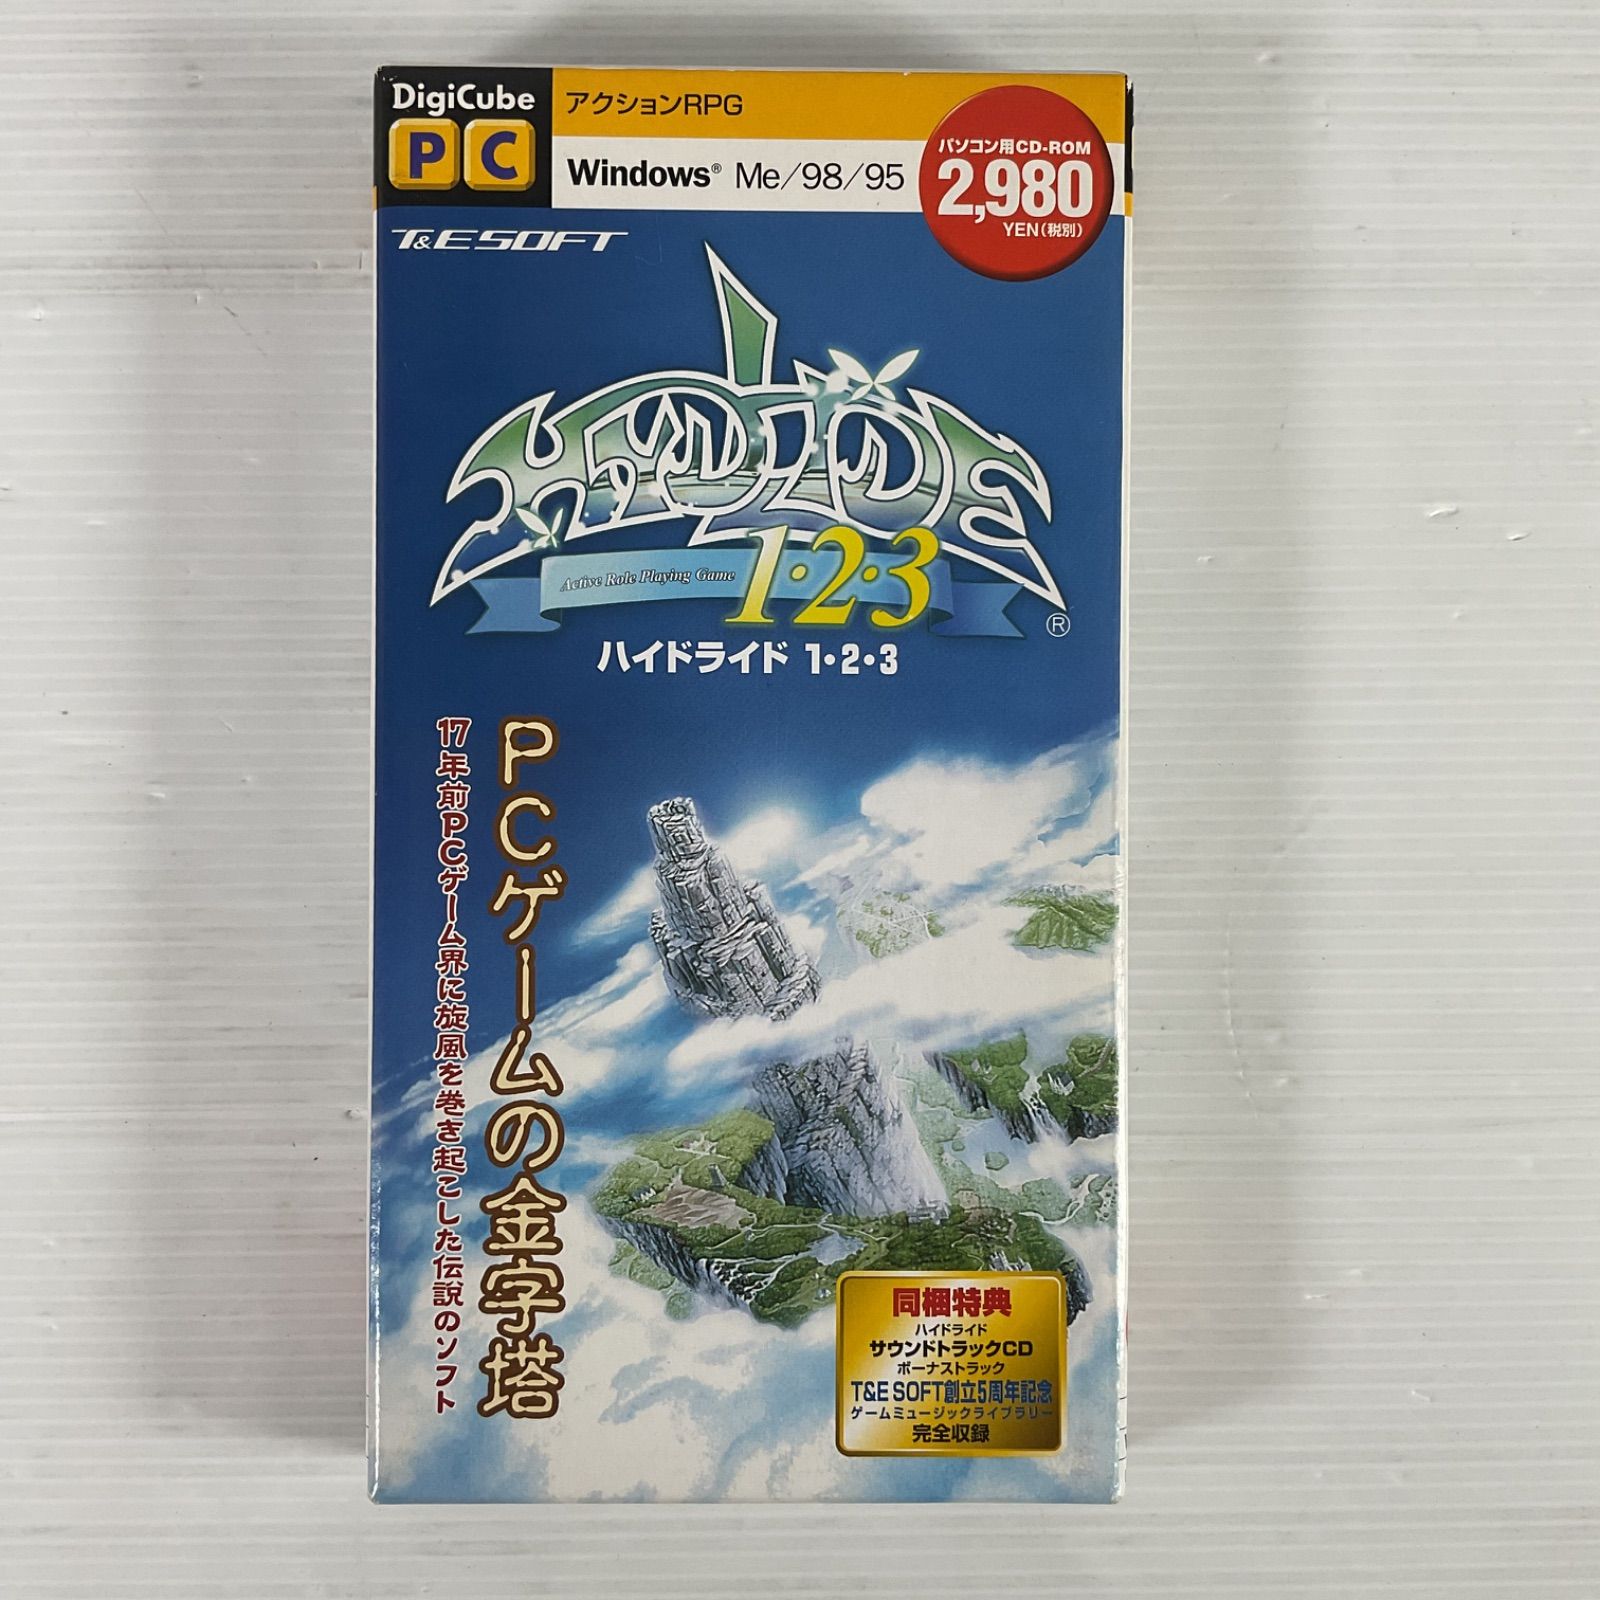 DigiCube
PC
アクションRPG
Windows® Me/98/95
パソコン用CD-ROM
2,980
YEN(税別)
T&E SOFT
HYDLIDE
Active Role Playing Game
1・2・3
®
ハイドライド 1・2・3
PCゲームの金字塔
17年前PCゲーム界に旋風を巻き起こした伝説のソフト
同梱特典
ハイドライド
サウンドトラックCD
ボーナストラック
T&E SOFT創立5周年記念
ゲームミュージックライブラリー
完全収録